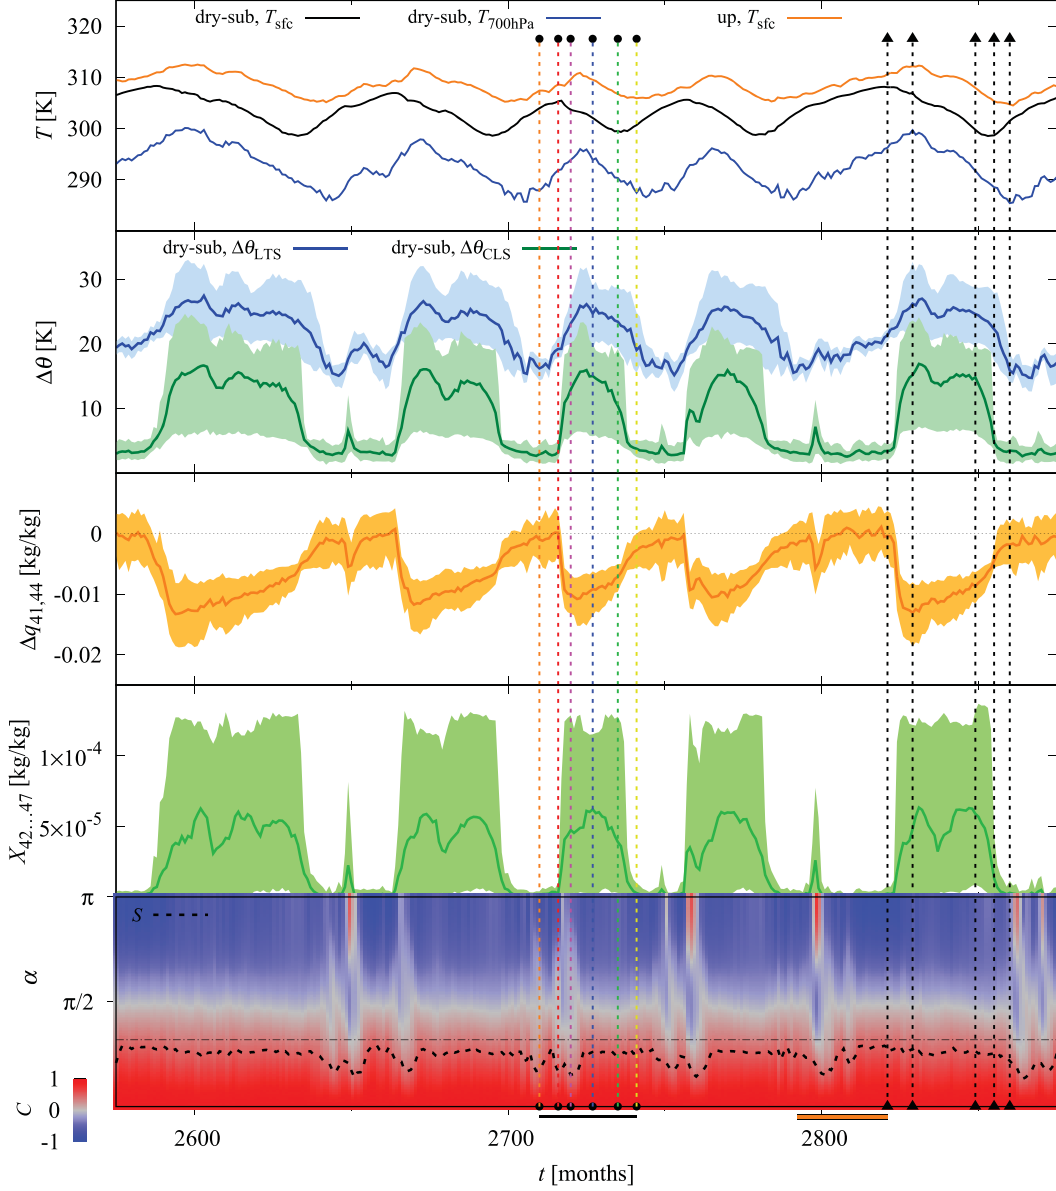 dry-sub, T_sfc dry-sub, T_700hPa up, T_sfc
320
310
300
290
T [K]
dry-sub, Δθ_LTS dry-sub, Δθ_CLS
30
20
10
Δθ [K]
0
-0.01
-0.02
Δq_41,44 [kg/kg]
1×10⁻⁴
5×10⁻⁵
X_42...47 [kg/kg]
π
S
α
π/2
1
C 0
-1
2600 2700 2800
t [months]